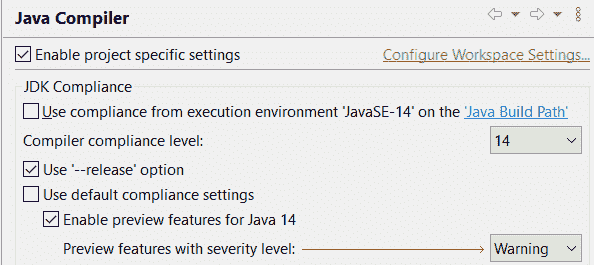 Java Compiler
Enable project specific settings Configure Workspace Settings...
JDK Compliance
Use compliance from execution environment 'JavaSE-14' on the 'Java Build Path'
Compiler compliance level: 14
Use '--release' option
Use default compliance settings
Enable preview features for Java 14
Preview features with severity level: Warning